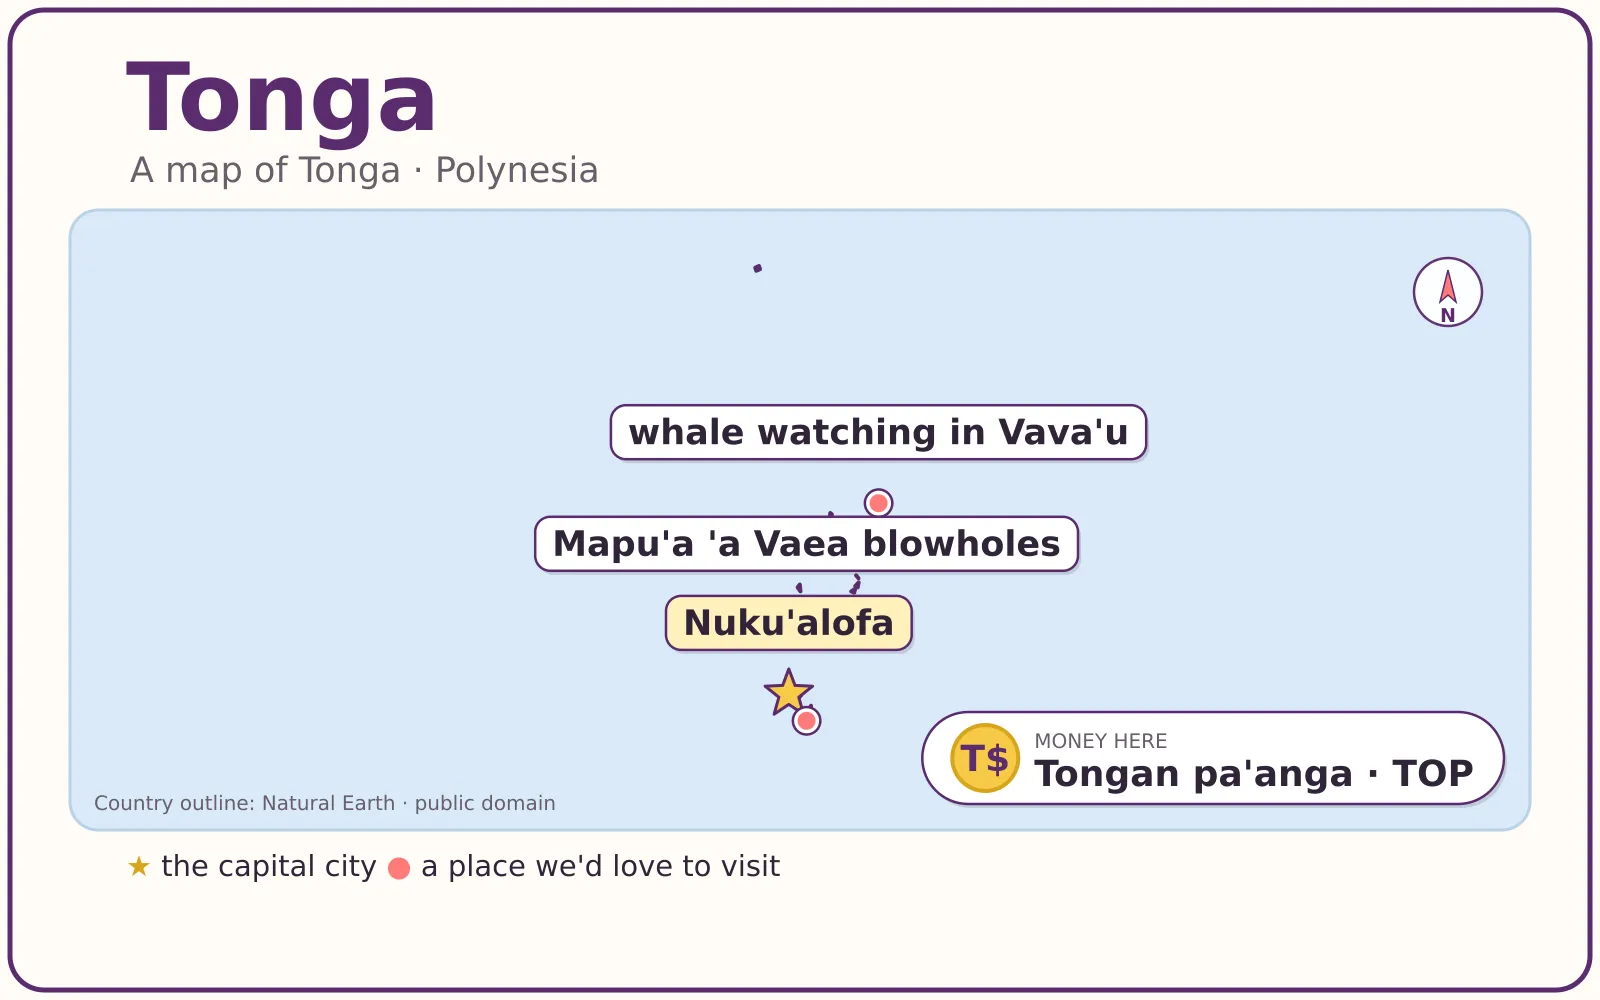 Tonga
A map of Tonga · Polynesia
N
whale watching in Vava'u
Mapu'a 'a Vaea blowholes
Nuku'alofa
T$
MONEY HERE
Tongan pa'anga · TOP
Country outline: Natural Earth · public domain
★ the capital city ● a place we'd love to visit